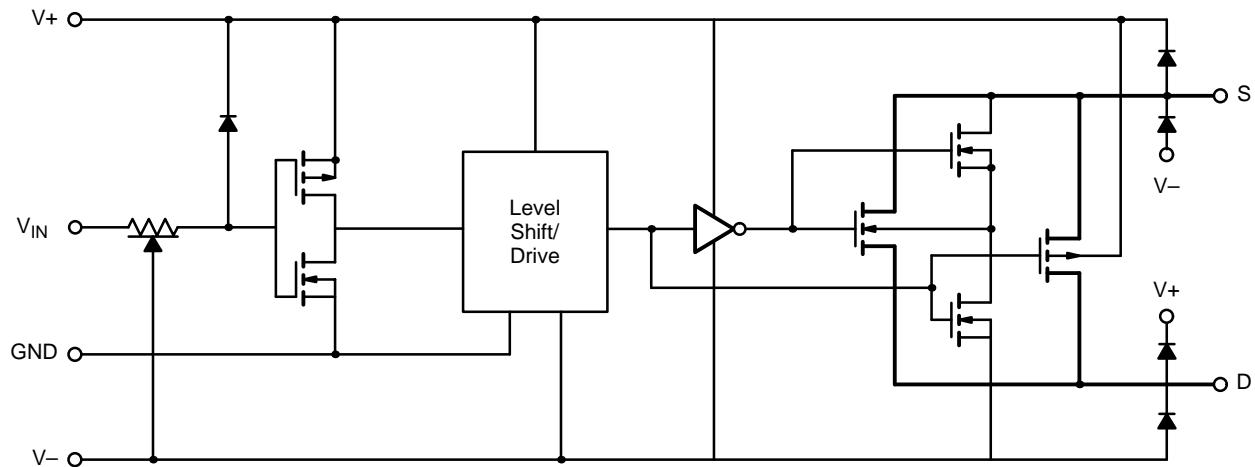 V+
S
V–
Level
Shift/
Drive
VIN
V+
GND
D
V–